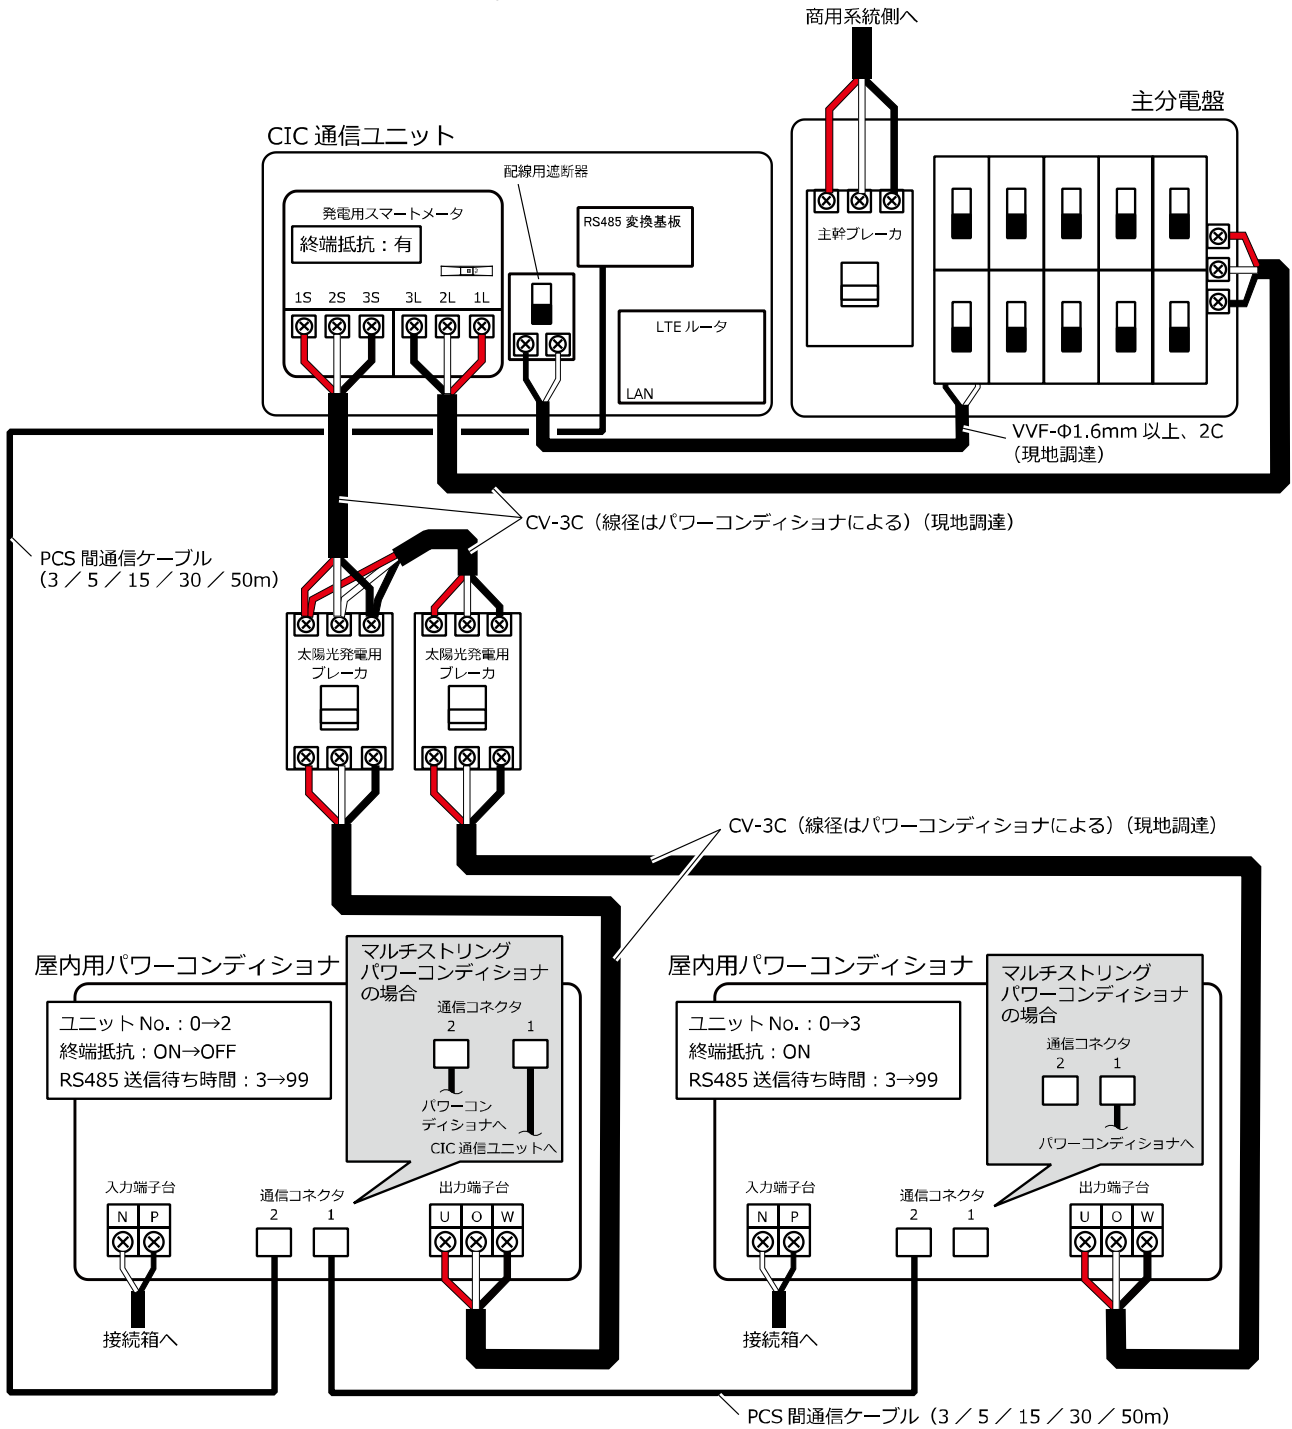 商用系統側へ
主分電盤
CIC 通信ユニット
配線用遮断器
発電用スマートメータ
終端抵抗：有
1S 2S 3S 3L 2L 1L
RS485 変換基板
LTE ルータ
LAN
主幹ブレーカ
VVF-Φ1.6mm 以上、2C
（現地調達）
CV-3C（線径はパワーコンディショナによる）（現地調達）
PCS 間通信ケーブル
（3 ／ 5 ／ 15 ／ 30 ／ 50m）
太陽光発電用
ブレーカ
太陽光発電用
ブレーカ
CV-3C（線径はパワーコンディショナによる）（現地調達）
屋内用パワーコンディショナ
ユニット No.：0→2
終端抵抗：ON→OFF
RS485 送信待ち時間：3→99
マルチストリング
パワーコンディショナ
の場合
通信コネクタ
2 1
パワーコン
ディショナへ
CIC 通信ユニットへ
入力端子台
N P
接続箱へ
通信コネクタ
2 1
出力端子台
U O W
屋内用パワーコンディショナ
ユニット No.：0→3
終端抵抗：ON
RS485 送信待ち時間：3→99
マルチストリング
パワーコンディショナ
の場合
通信コネクタ
2 1
パワーコンディショナへ
入力端子台
N P
接続箱へ
通信コネクタ
2 1
出力端子台
U O W
PCS 間通信ケーブル（3 ／ 5 ／ 15 ／ 30 ／ 50m）